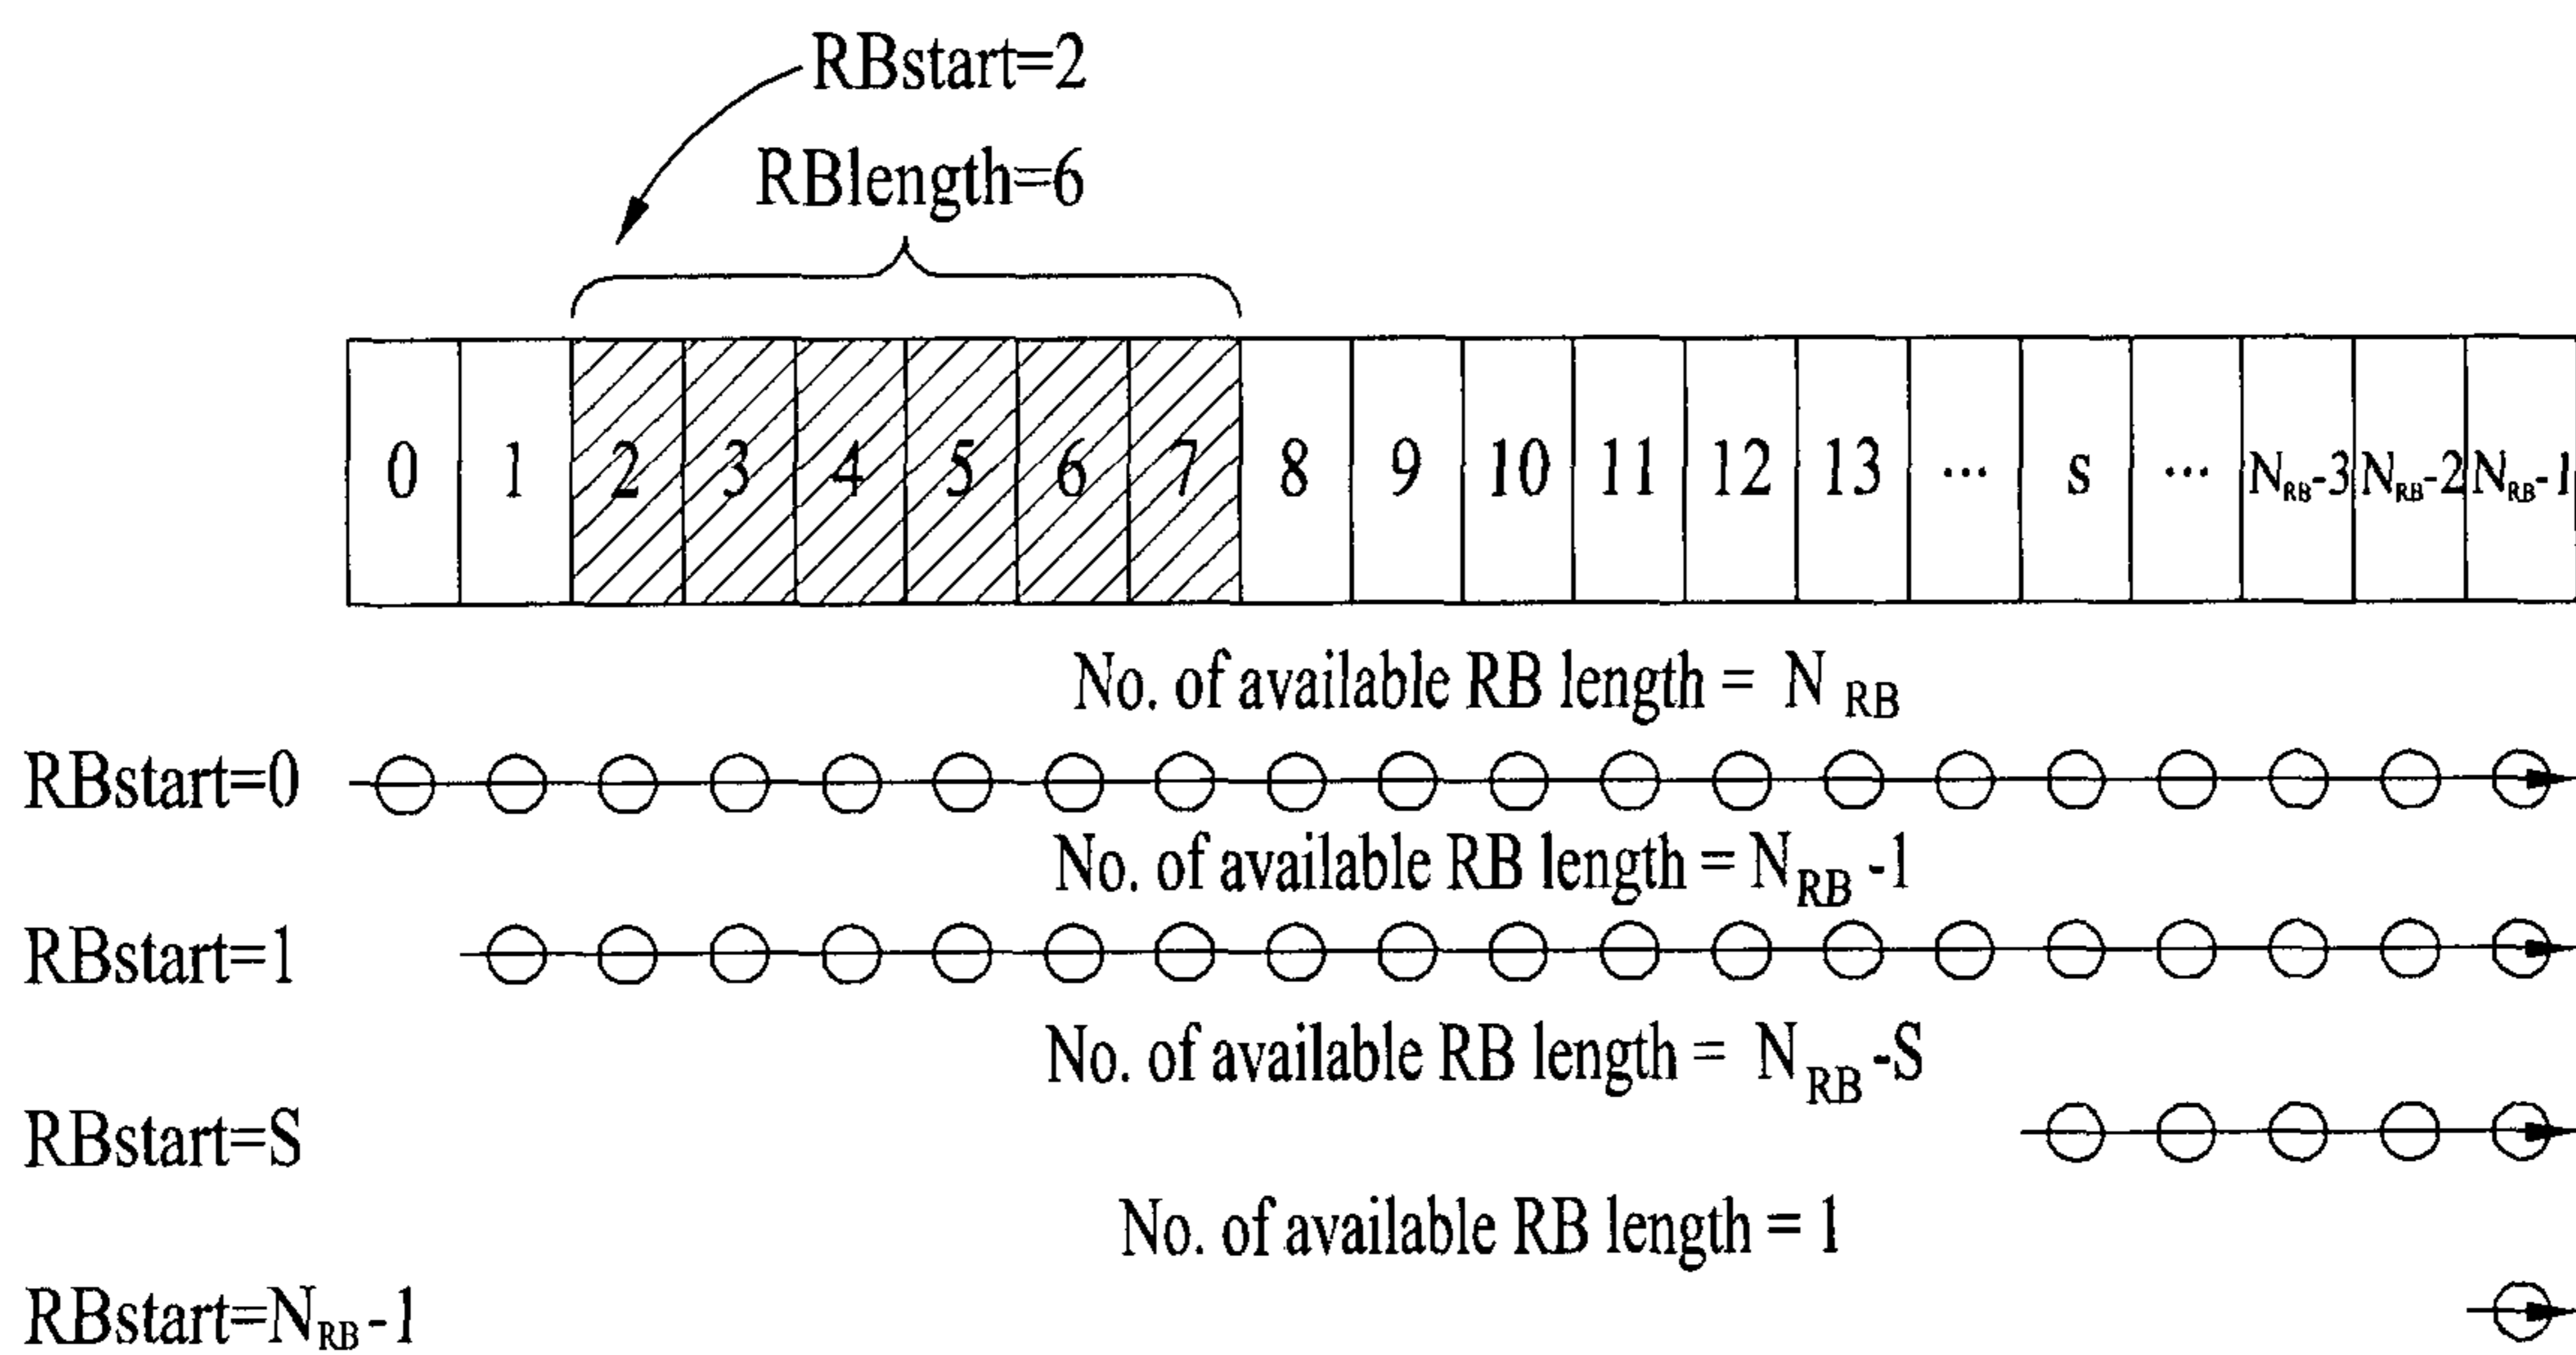 RBstart=2
RBlength=6
0 1 2 3 4 5 6 7 8 9 10 11 12 13 ... s ... N_RB-3 N_RB-2 N_RB-1
No. of available RB length = N_RB
RBstart=0
No. of available RB length = N_RB-1
RBstart=1
No. of available RB length = N_RB-S
RBstart=S
No. of available RB length = 1
RBstart=N_RB-1